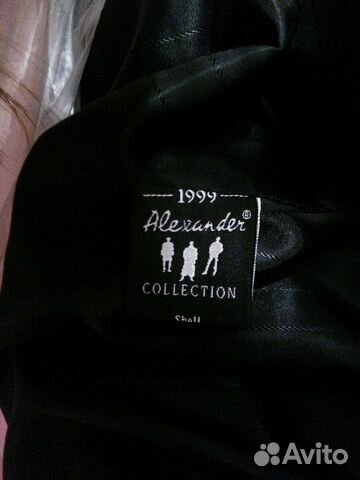 1999
Alexander®
COLLECTION
Shell
Avito